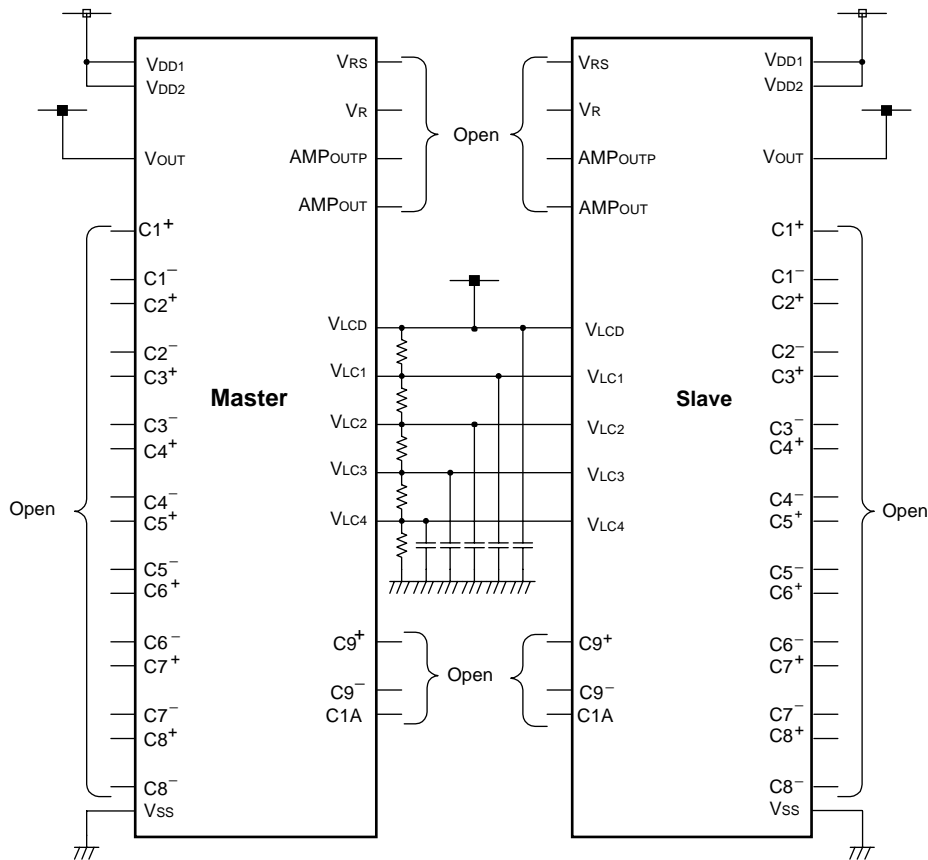 Master
VDD1
VDD2
VOUT
C1+
C1−
C2+
C2−
C3+
C3−
C4+
C4−
C5+
C5−
C6+
C6−
C7+
C7−
C8+
C8−
VSS
Open
VRS
VR
AMPOUTP
AMPOUT
VLCD
VLC1
VLC2
VLC3
VLC4
C9+
C9−
C1A
Open
Open
Slave
VRS
VR
AMPOUTP
AMPOUT
VLCD
VLC1
VLC2
VLC3
VLC4
C9+
C9−
C1A
VDD1
VDD2
VOUT
C1+
C1−
C2+
C2−
C3+
C3−
C4+
C4−
C5+
C5−
C6+
C6−
C7+
C7−
C8+
C8−
VSS
Open